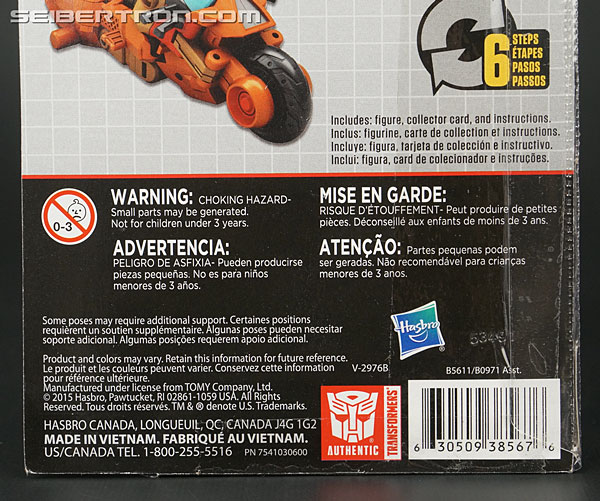 SEIBERTRON.COM
6 STEPS
ÉTAPES
PASOS
PASSOS
Includes: figure, collector card, and instructions.
Inclus: figurine, carte de collection et instructions.
Incluye: figura, tarjeta de colección e instructivo.
Inclui: figura, card de colecionador e instruções.
0-3
WARNING: CHOKING HAZARD-
Small parts may be generated.
Not for children under 3 years.
ADVERTENCIA:
PELIGRO DE ASFIXIA- Pueden producirse
piezas pequeñas. No es para niños
menores de 3 años.
MISE EN GARDE:
RISQUE D'ÉTOUFFEMENT- Peut produire de petites
pièces. Déconseillé aux enfants de moins de 3 ans.
ATENÇÃO: Partes pequenas podem
ser geradas. Não recomendável para crianças
menores de 3 anos.
Some poses may require additional support. Certaines positions
requièrent un soutien supplémentaire. Algunas poses pueden necesitar
soporte adicional. Algumas posições requerem apoio adicional.
Product and colors may vary. Retain this information for future reference.
Le produit et les couleurs peuvent varier. Conservez cette information
pour référence ultérieure.
Manufactured under license from TOMY Company, Ltd.
© 2015 Hasbro, Pawtucket, RI 02861-1059 USA. All Rights
Reserved. Tous droits réservés. TM & ® denote U.S. Trademarks.
HASBRO CANADA, LONGUEUIL, QC, CANADA J4G 1G2
MADE IN VIETNAM. FABRIQUÉ AU VIETNAM.
US/CANADA TEL. 1-800-255-5516 PN 7541030600
V-2976B
Hasbro
5349
B5611/B0971 Asst.
AUTHENTIC
TRANSFORMERS
6 30509 38567 6